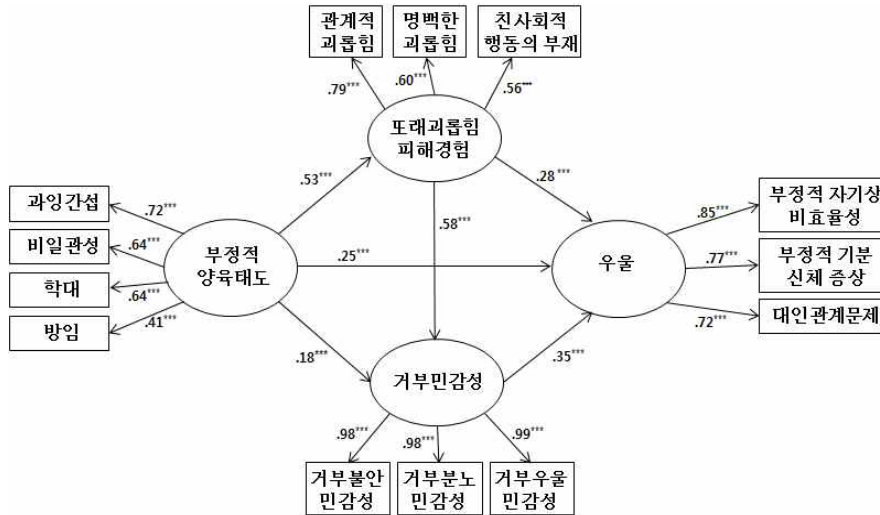 관계적
괴롭힘
명백한
괴롭힘
친사회적
행동의 부재
.79***
.60***
.56***
또래괴롭힘
피해경험
.53***
.28 ***
과잉간섭
비일관성
학대
방임
.72***
.64***
.64***
.41***
부정적
양육태도
.58***
.25***
우울
.85***
.77***
.72***
부정적 자기상
비효율성
부정적 기분
신체 증상
대인관계문제
.18***
.35***
거부민감성
.98***
.98***
.99***
거부불안
민감성
거부분노
민감성
거부우울
민감성